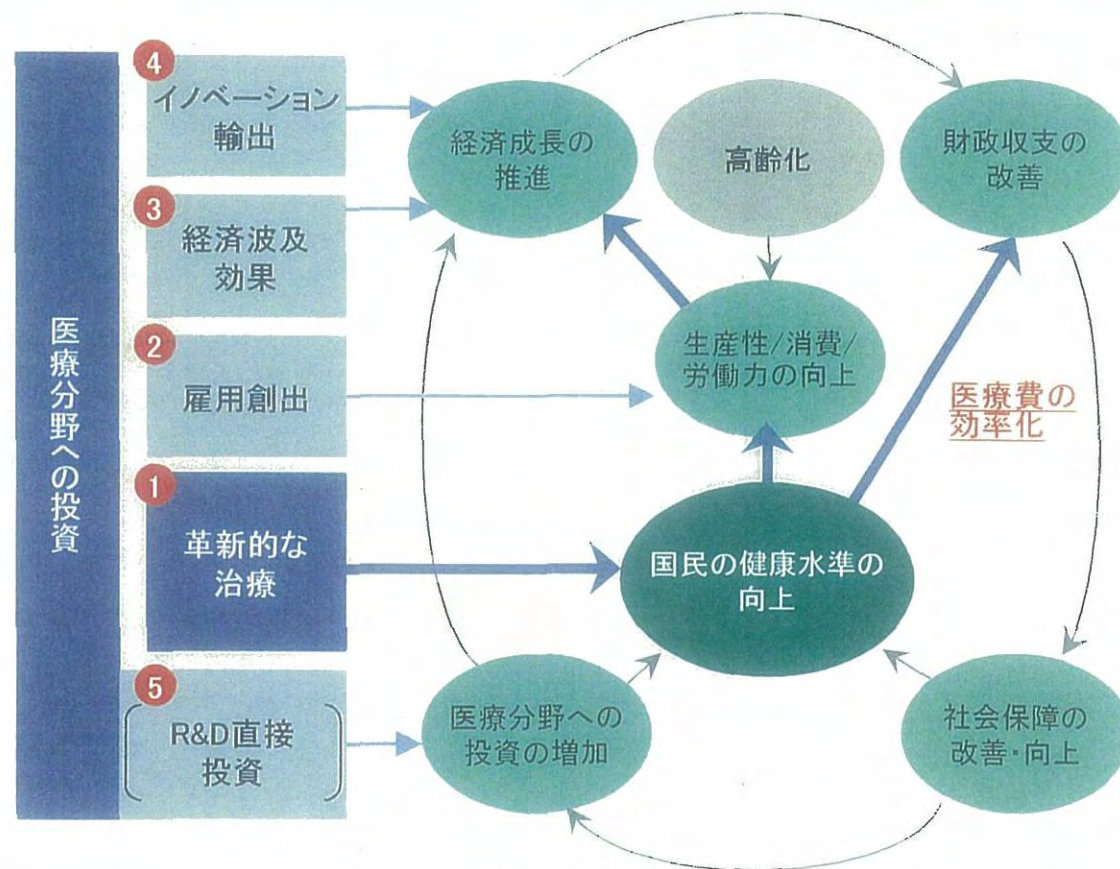 医療分野への投資
4
イノベーション
輸出
3
経済波及
効果
2
雇用創出
1
革新的な
治療
5
R&D直接
投資
経済成長の
推進
高齢化
財政収支の
改善
生産性/消費/
労働力の向上
医療費の
効率化
国民の健康水準の
向上
医療分野への
投資の増加
社会保障の
改善・向上